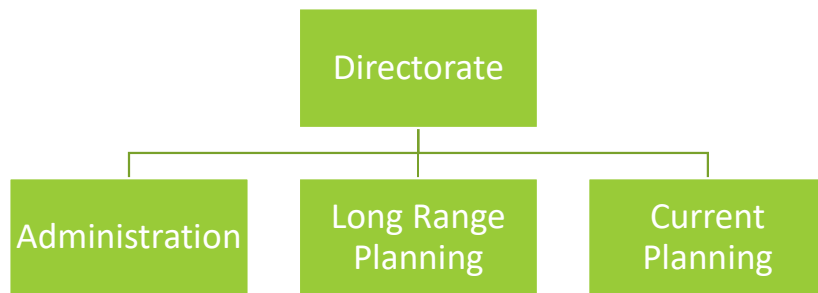 Directorate
Administration
Long Range
Planning
Current
Planning